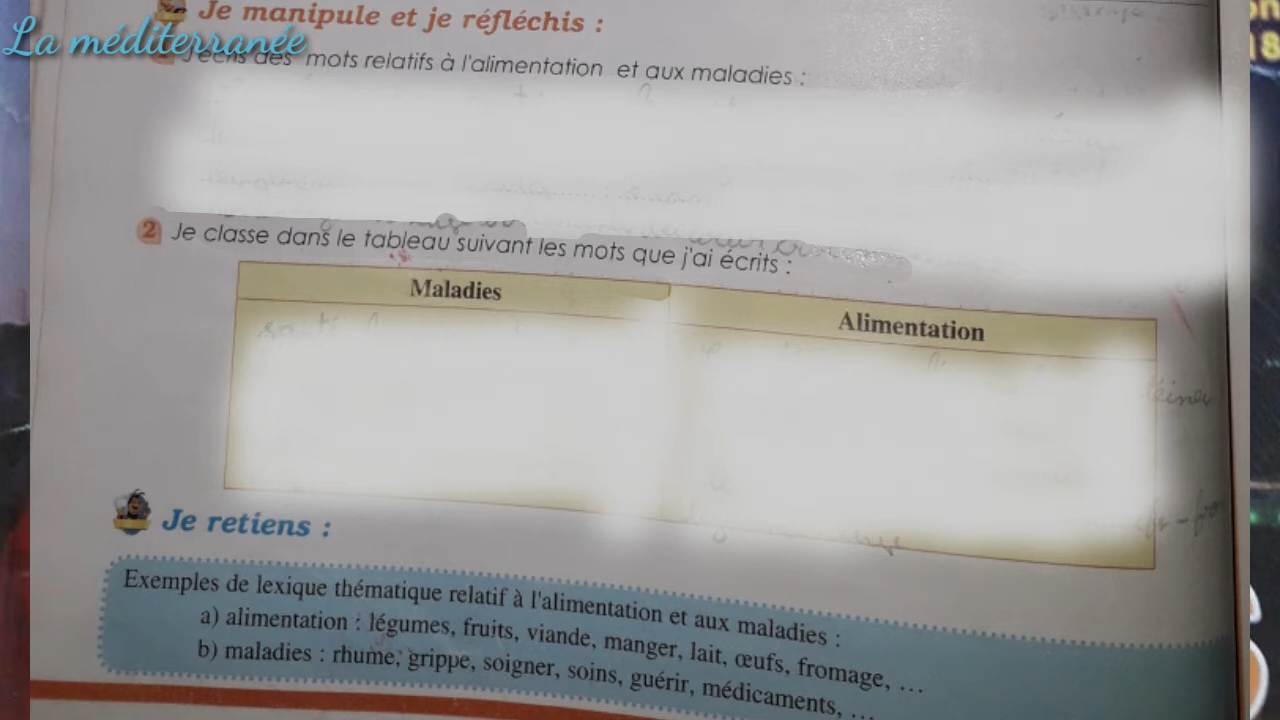 La méditerranée
Je manipule et je réfléchis :
J'écris des mots relatifs à l'alimentation et aux maladies :
2 Je classe dans le tableau suivant les mots que j'ai écrits :
Maladies
Alimentation
Je retiens :
Exemples de lexique thématique relatif à l'alimentation et aux maladies :
a) alimentation : légumes, fruits, viande, manger, lait, œufs, fromage, ...
b) maladies : rhume, grippe, soigner, soins, guérir, médicaments, ...